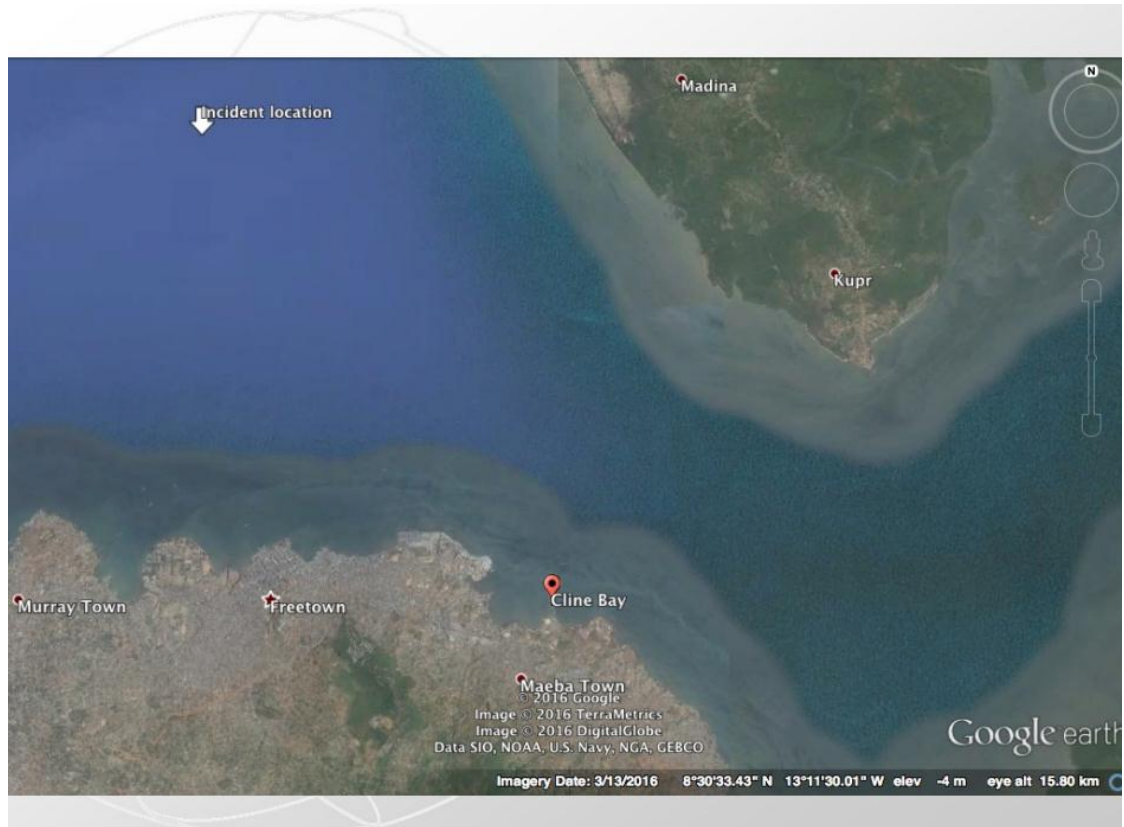 N
Madina
Incident location
Kupr
Cline Bay
Murray Town
Freetown
Maeba Town
© 2016 Google
Image © 2016 TerraMetrics
Image © 2016 DigitalGlobe
Data SIO, NOAA, U.S. Navy, NGA, GEBCO
Google earth
Imagery Date: 3/13/2016 8°30'33.43" N 13°11'30.01" W elev -4 m eye alt 15.80 km